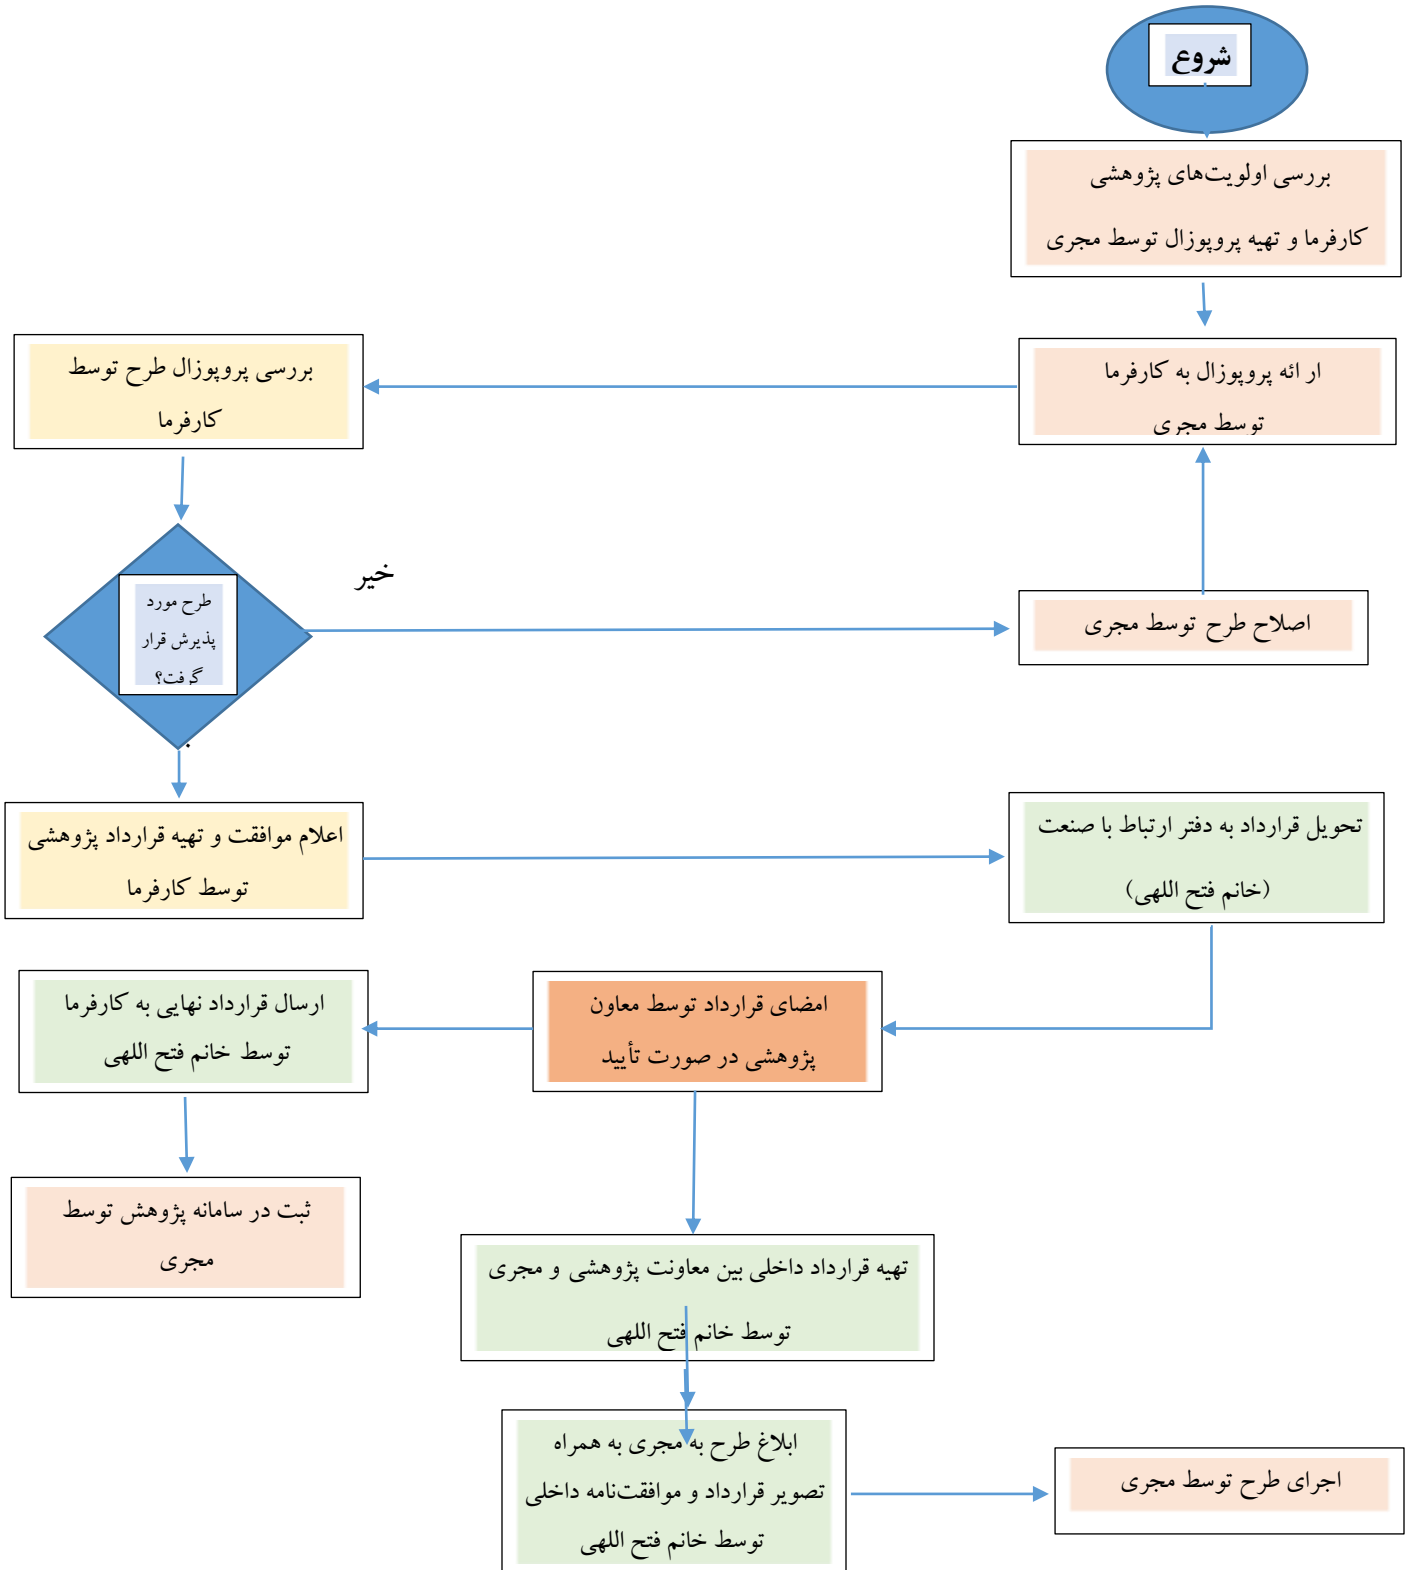 شروع
بررسی اولویت‌های پژوهشی
کارفرما و تهیه پروپوزال توسط مجری
ار ائه پروپوزال به کارفرما
توسط مجری
بررسی پروپوزال طرح توسط
کارفرما
طرح مورد
پذیرش قرار
گرفت؟
خیر
اصلاح طرح توسط مجری
اعلام موافقت و تهیه قرارداد پژوهشی
توسط کارفرما
تحویل قرارداد به دفتر ارتباط با صنعت
(خانم فتح اللهی)
امضای قرارداد توسط معاون
پژوهشی در صورت تأیید
ارسال قرارداد نهایی به کارفرما
توسط خانم فتح اللهی
ثبت در سامانه پژوهش توسط
مجری
تهیه قرارداد داخلی بین معاونت پژوهشی و مجری
توسط خانم فتح اللهی
ابلاغ طرح به مجری به همراه
تصویر قرارداد و موافقت‌نامه داخلی
توسط خانم فتح اللهی
اجرای طرح توسط مجری